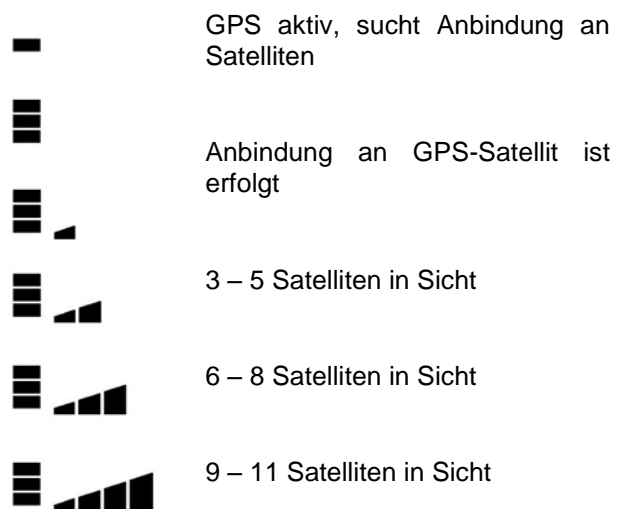 GPS aktiv, sucht Anbindung an
Satelliten
Anbindung an GPS-Satellit ist
erfolgt
3 – 5 Satelliten in Sicht
6 – 8 Satelliten in Sicht
9 – 11 Satelliten in Sicht